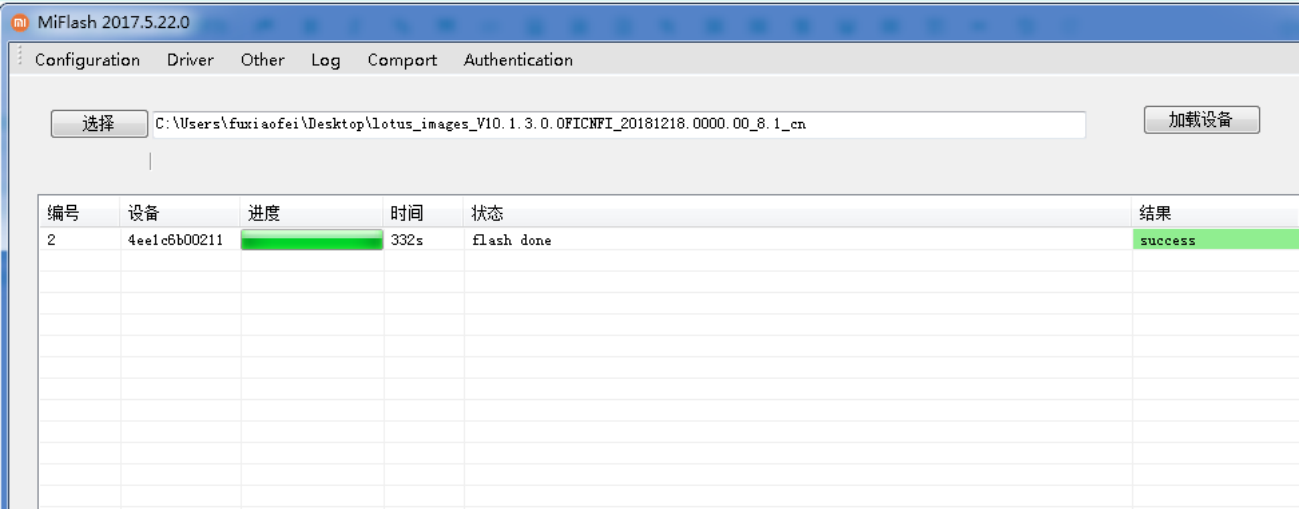 MiFlash 2017.5.22.0
Configuration Driver Other Log Comport Authentication
选择 C:\Users\fuxiaofei\Desktop\lotus_images_V10.1.3.0.OFICNFI_20181218.0000.00_8.1_cn 加载设备
编号 设备 进度 时间 状态 结果
2 4ee1c6b00211 332s flash done success